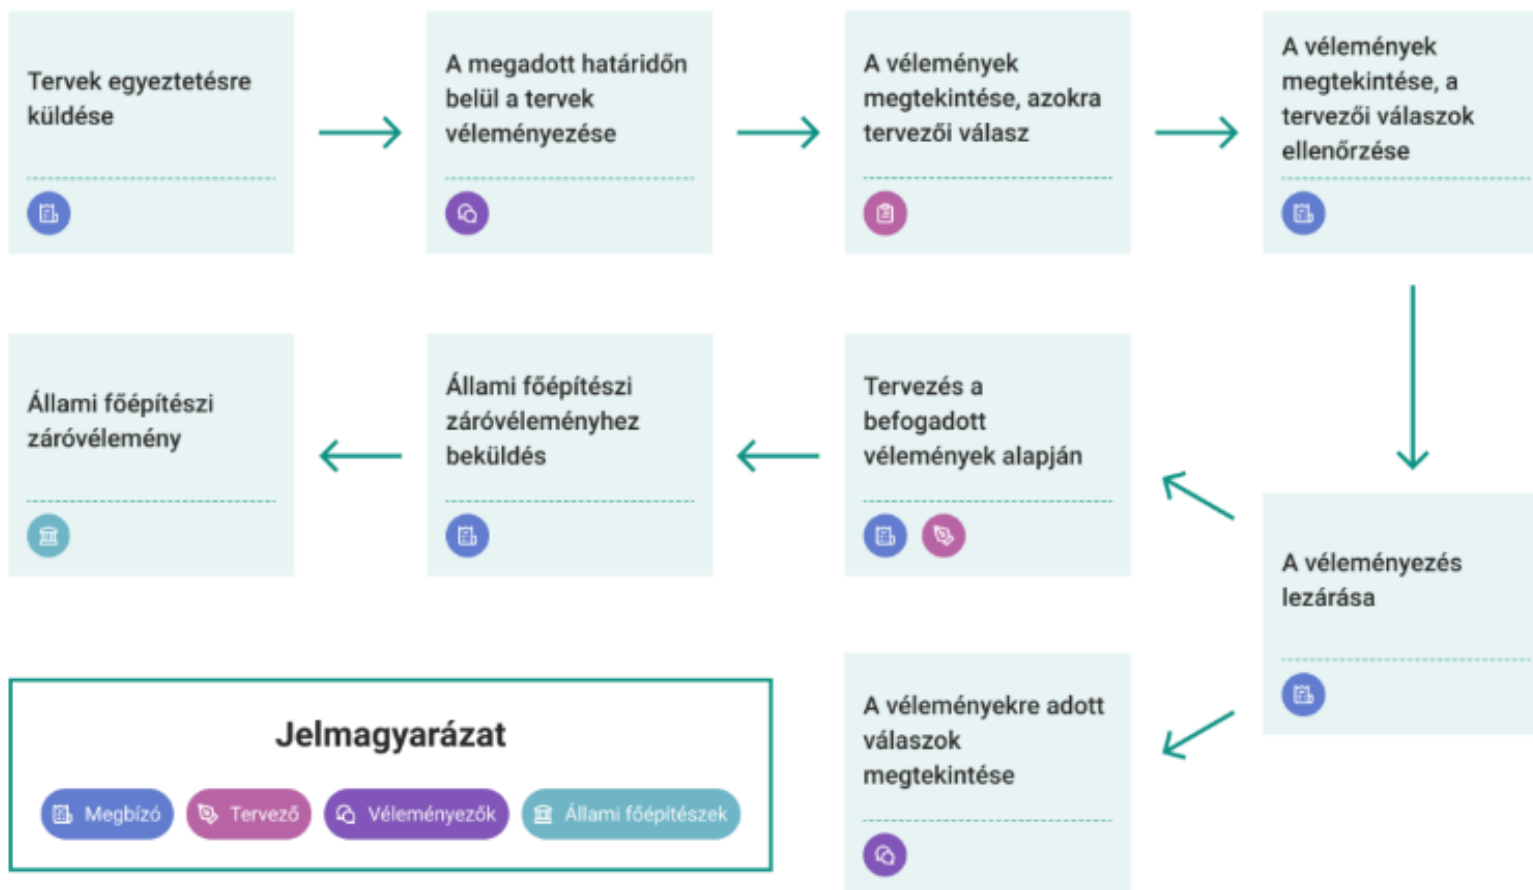 Tervek egyeztetésre
küldése
A megadott határidőn
belül a tervek
véleményezése
A vélemények
megtekintése, azokra
tervezői válasz
A vélemények
megtekintése, a
tervezői válaszok
ellenőrzése
Állami főépítészi
záróvélemény
Állami főépítészi
záróvéleményhez
beküldés
Tervezés a
befogadott
vélemények alapján
A véleményezés
lezárása
A véleményekre adott
válaszok
megtekintése
Jelmagyarázat
Megbízó
Tervező
Véleményezők
Állami főépítészek